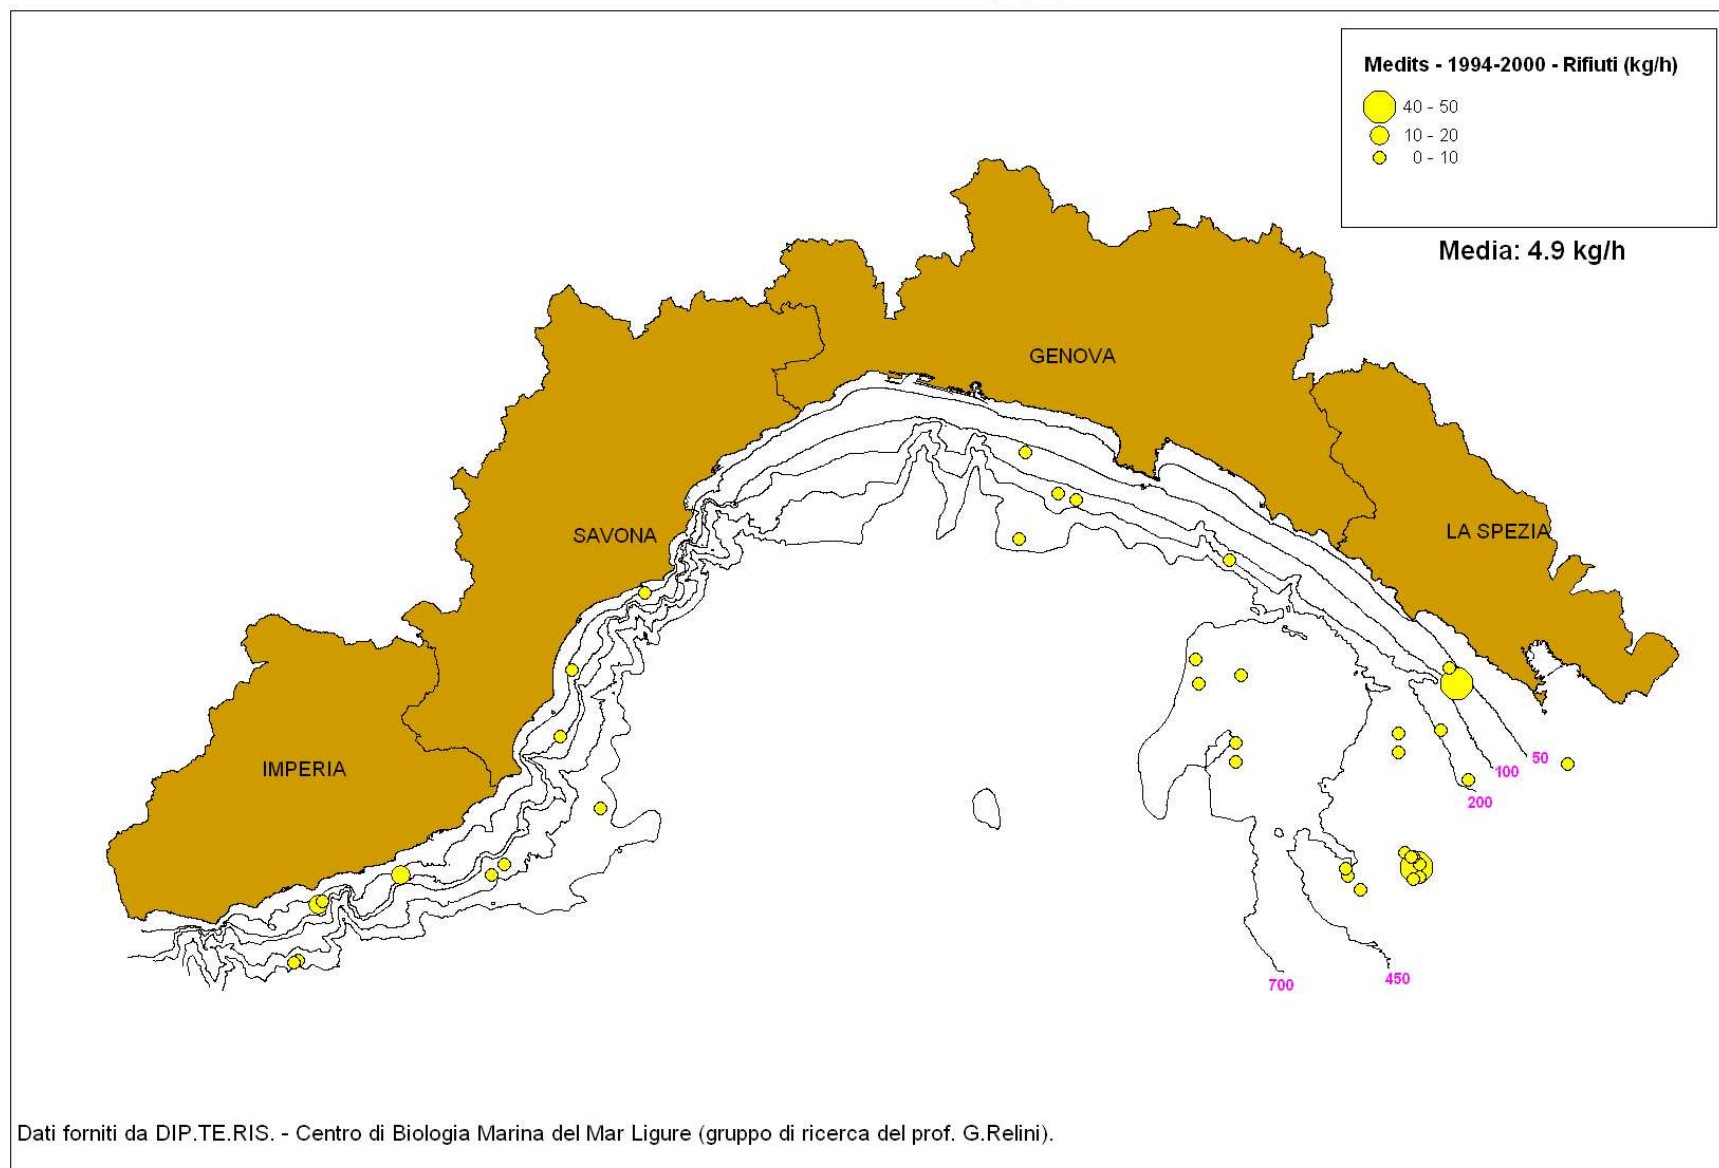 Medits - 1994-2000 - Rifiuti (kg/h)
40 - 50
10 - 20
0 - 10
Media: 4.9 kg/h
GENOVA
LA SPEZIA
SAVONA
IMPERIA
50
100
200
450
700
Dati forniti da DIP.TE.RIS. - Centro di Biologia Marina del Mar Ligure (gruppo di ricerca del prof. G.Relini).